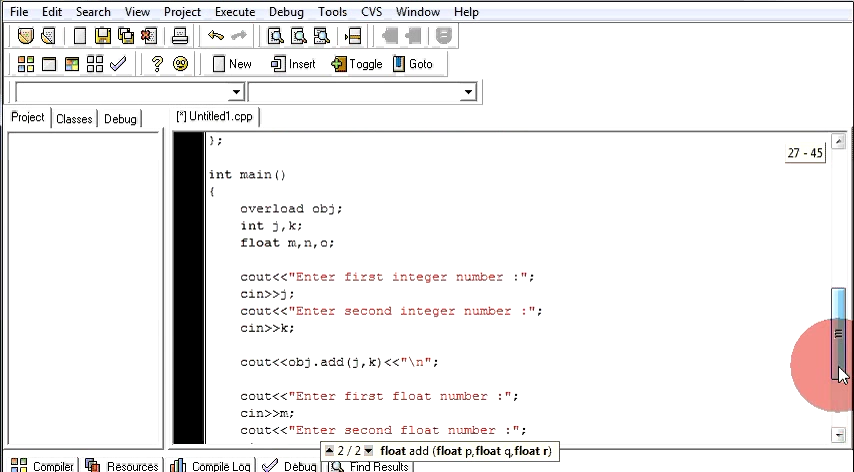 File Edit Search View Project Execute Debug Tools CVS Window Help
New Insert Toggle Goto
Project Classes Debug [*] Untitled1.cpp
};
27 - 45
int main()
{
overload obj;
int j,k;
float m,n,o;
cout<<"Enter first integer number :";
cin>>j;
cout<<"Enter second integer number :";
cin>>k;
cout<<obj.add(j,k)<<"\n";
cout<<"Enter first float number :";
cin>>m;
cout<<"Enter second float number :";
2 / 2 float add (float p,float q,float r)
Compiler Resources Compile Log Debug Find Results